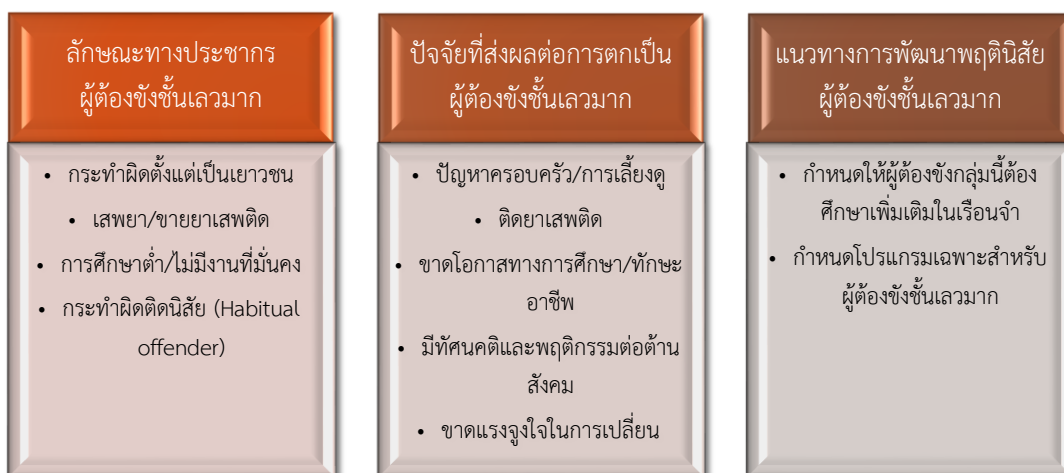 ลักษณะทางประชากร
ผู้ต้องขังชั้นเลวมาก
• กระทำผิดตั้งแต่เป็นเยาวชน
• เสพยา/ขายยาเสพติด
• การศึกษาต่ำ/ไม่มีงานที่มั่นคง
• กระทำผิดติดนิสัย (Habitual
offender)
ปัจจัยที่ส่งผลต่อการตกเป็น
ผู้ต้องขังชั้นเลวมาก
• ปัญหาครอบครัว/การเลี้ยงดู
• ติดยาเสพติด
• ขาดโอกาสทางการศึกษา/ทักษะ
อาชีพ
• มีทัศนคติและพฤติกรรมต่อต้าน
สังคม
• ขาดแรงจูงใจในการเปลี่ยน
แนวทางการพัฒนาพฤตินิสัย
ผู้ต้องขังชั้นเลวมาก
• กำหนดให้ผู้ต้องขังกลุ่มนี้ต้อง
ศึกษาเพิ่มเติมในเรือนจำ
• กำหนดโปรแกรมเฉพาะสำหรับ
ผู้ต้องขังชั้นเลวมาก